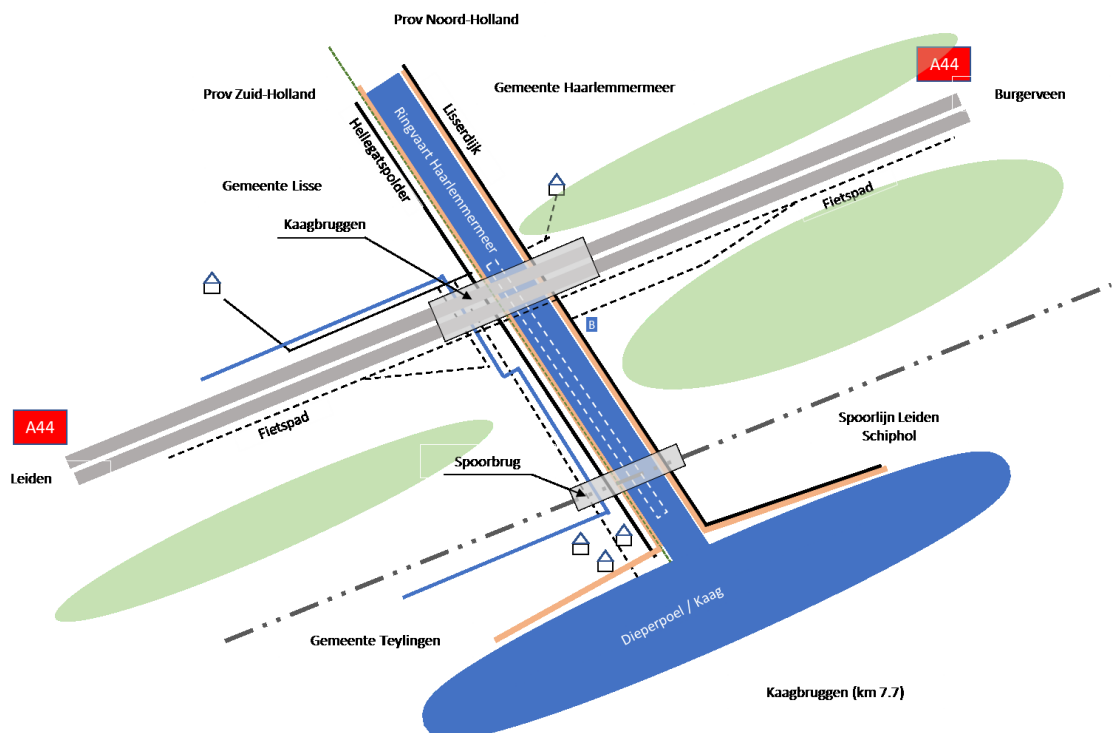 Prov Noord-Holland
A44
Prov Zuid-Holland
Gemeente Haarlemmermeer
Burgerveen
Lisserdijk
Ringvaart Haarlemmermeer
Hellegatspolder
Gemeente Lisse
Fietspad
Kaagbruggen
L
B
Spoorlijn Leiden
Schiphol
A44
Fietspad
Spoorbrug
Leiden
Dieperpoel / Kaag
Gemeente Teylingen
Kaagbruggen (km 7.7)